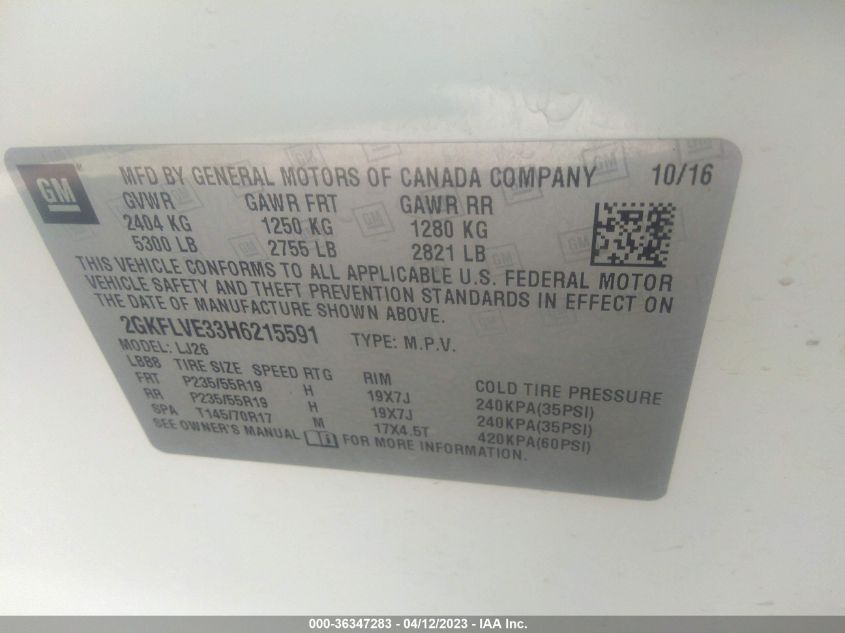 GM
MFD BY GENERAL MOTORS OF CANADA COMPANY 10/16
GVWR GAWR FRT GAWR RR
2404 KG 1250 KG 1280 KG
5300 LB 2755 LB 2821 LB
THIS VEHICLE CONFORMS TO ALL APPLICABLE U.S. FEDERAL MOTOR
VEHICLE SAFETY AND THEFT PREVENTION STANDARDS IN EFFECT ON
THE DATE OF MANUFACTURE SHOWN ABOVE.
2GKFLVE33H6215591 TYPE: M.P.V.
MODEL: LJ26
LBB8 TIRE SIZE SPEED RTG RIM COLD TIRE PRESSURE
FRT P235/55R19 H 19X7J 240KPA(35PSI)
RR P235/55R19 H 19X7J 240KPA(35PSI)
SPA T145/70R17 M 17X4.5T 420KPA(60PSI)
SEE OWNER'S MANUAL FOR MORE INFORMATION.
000-36347283 - 04/12/2023 - IAA Inc.